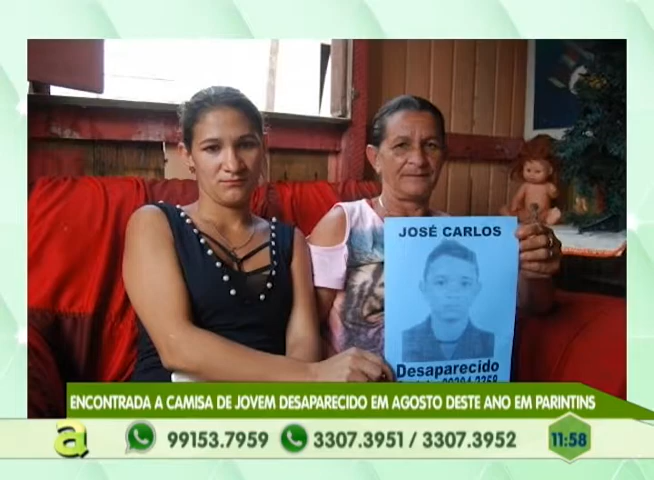 JOSÉ CARLOS
Desaparecido
ENCONTRADA A CAMISA DE JOVEM DESAPARECIDO EM AGOSTO DESTE ANO EM PARINTINS
a 99153.7959 3307.3951 / 3307.3952 11:58